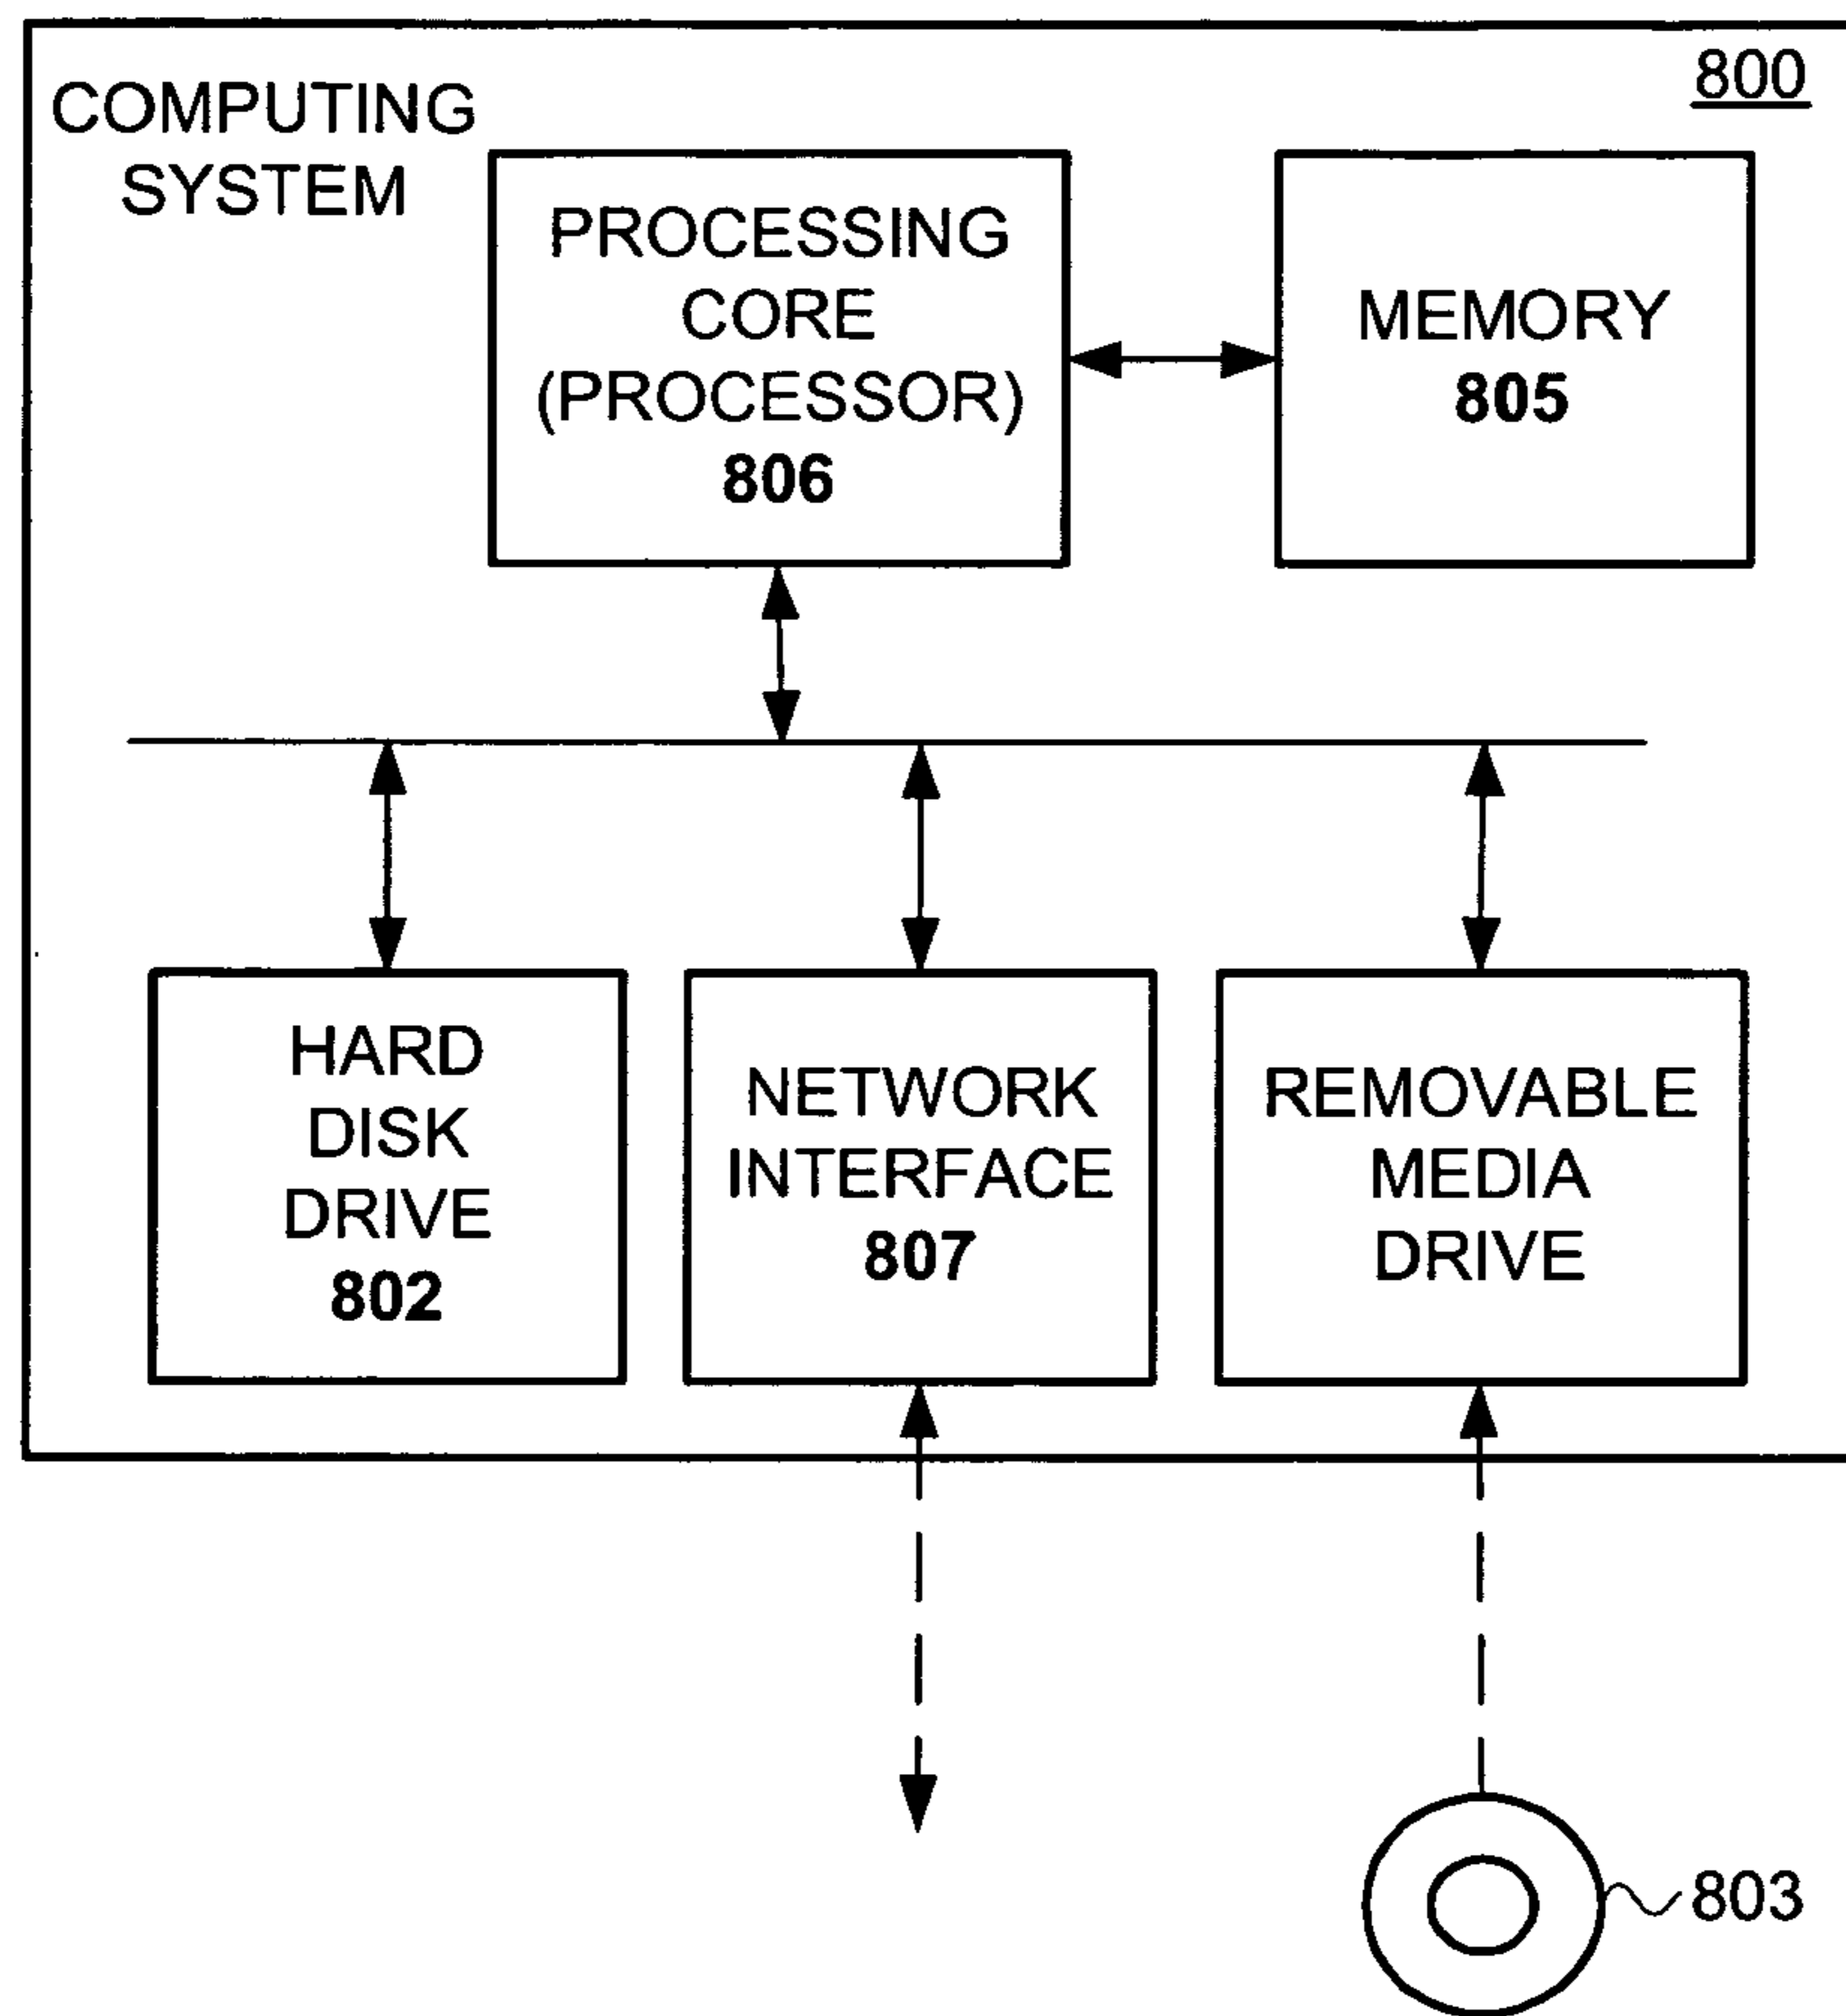 COMPUTING
SYSTEM
800
PROCESSING
CORE
(PROCESSOR)
806
MEMORY
805
HARD
DISK
DRIVE
802
NETWORK
INTERFACE
807
REMOVABLE
MEDIA
DRIVE
803